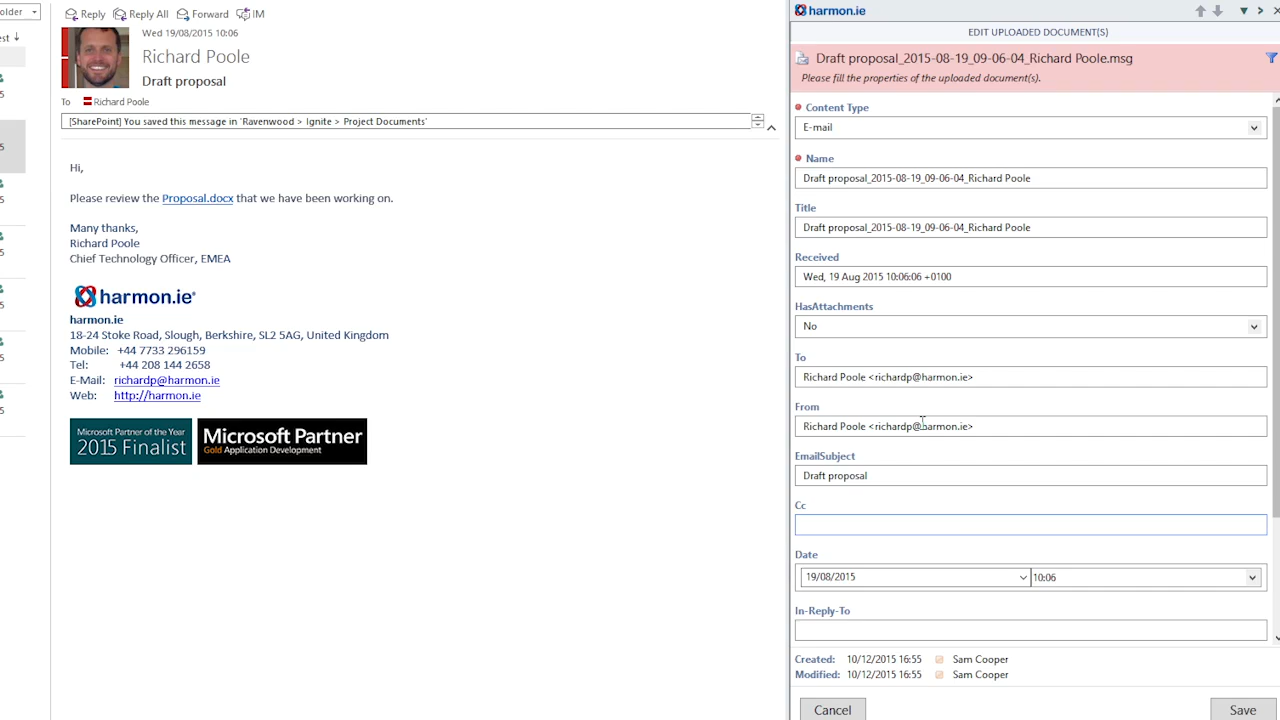 older
est
5
5
5
5
5
5
5
Reply
Reply All
Forward
IM
Wed 19/08/2015 10:06
Richard Poole
Draft proposal
To
Richard Poole
[SharePoint] You saved this message in 'Ravenwood > Ignite > Project Documents'
Hi,
Please review the Proposal.docx that we have been working on.
Many thanks,
Richard Poole
Chief Technology Officer, EMEA
harmon.ie
harmon.ie
18-24 Stoke Road, Slough, Berkshire, SL2 5AG, United Kingdom
Mobile: +44 7733 296159
Tel: +44 208 144 2658
E-Mail: richardp@harmon.ie
Web: http://harmon.ie
Microsoft Partner of the Year
2015 Finalist
Microsoft Partner
Gold Application Development
harmon.ie
EDIT UPLOADED DOCUMENT(S)
Draft proposal_2015-08-19_09-06-04_Richard Poole.msg
Please fill the properties of the uploaded document(s).
Content Type
E-mail
Name
Draft proposal_2015-08-19_09-06-04_Richard Poole
Title
Draft proposal_2015-08-19_09-06-04_Richard Poole
Received
Wed, 19 Aug 2015 10:06:06 +0100
HasAttachments
No
To
Richard Poole <richardp@harmon.ie>
From
Richard Poole <richardp@harmon.ie>
EmailSubject
Draft proposal
Cc
Date
19/08/2015
10:06
In-Reply-To
Created: 10/12/2015 16:55 Sam Cooper
Modified: 10/12/2015 16:55 Sam Cooper
Cancel
Save